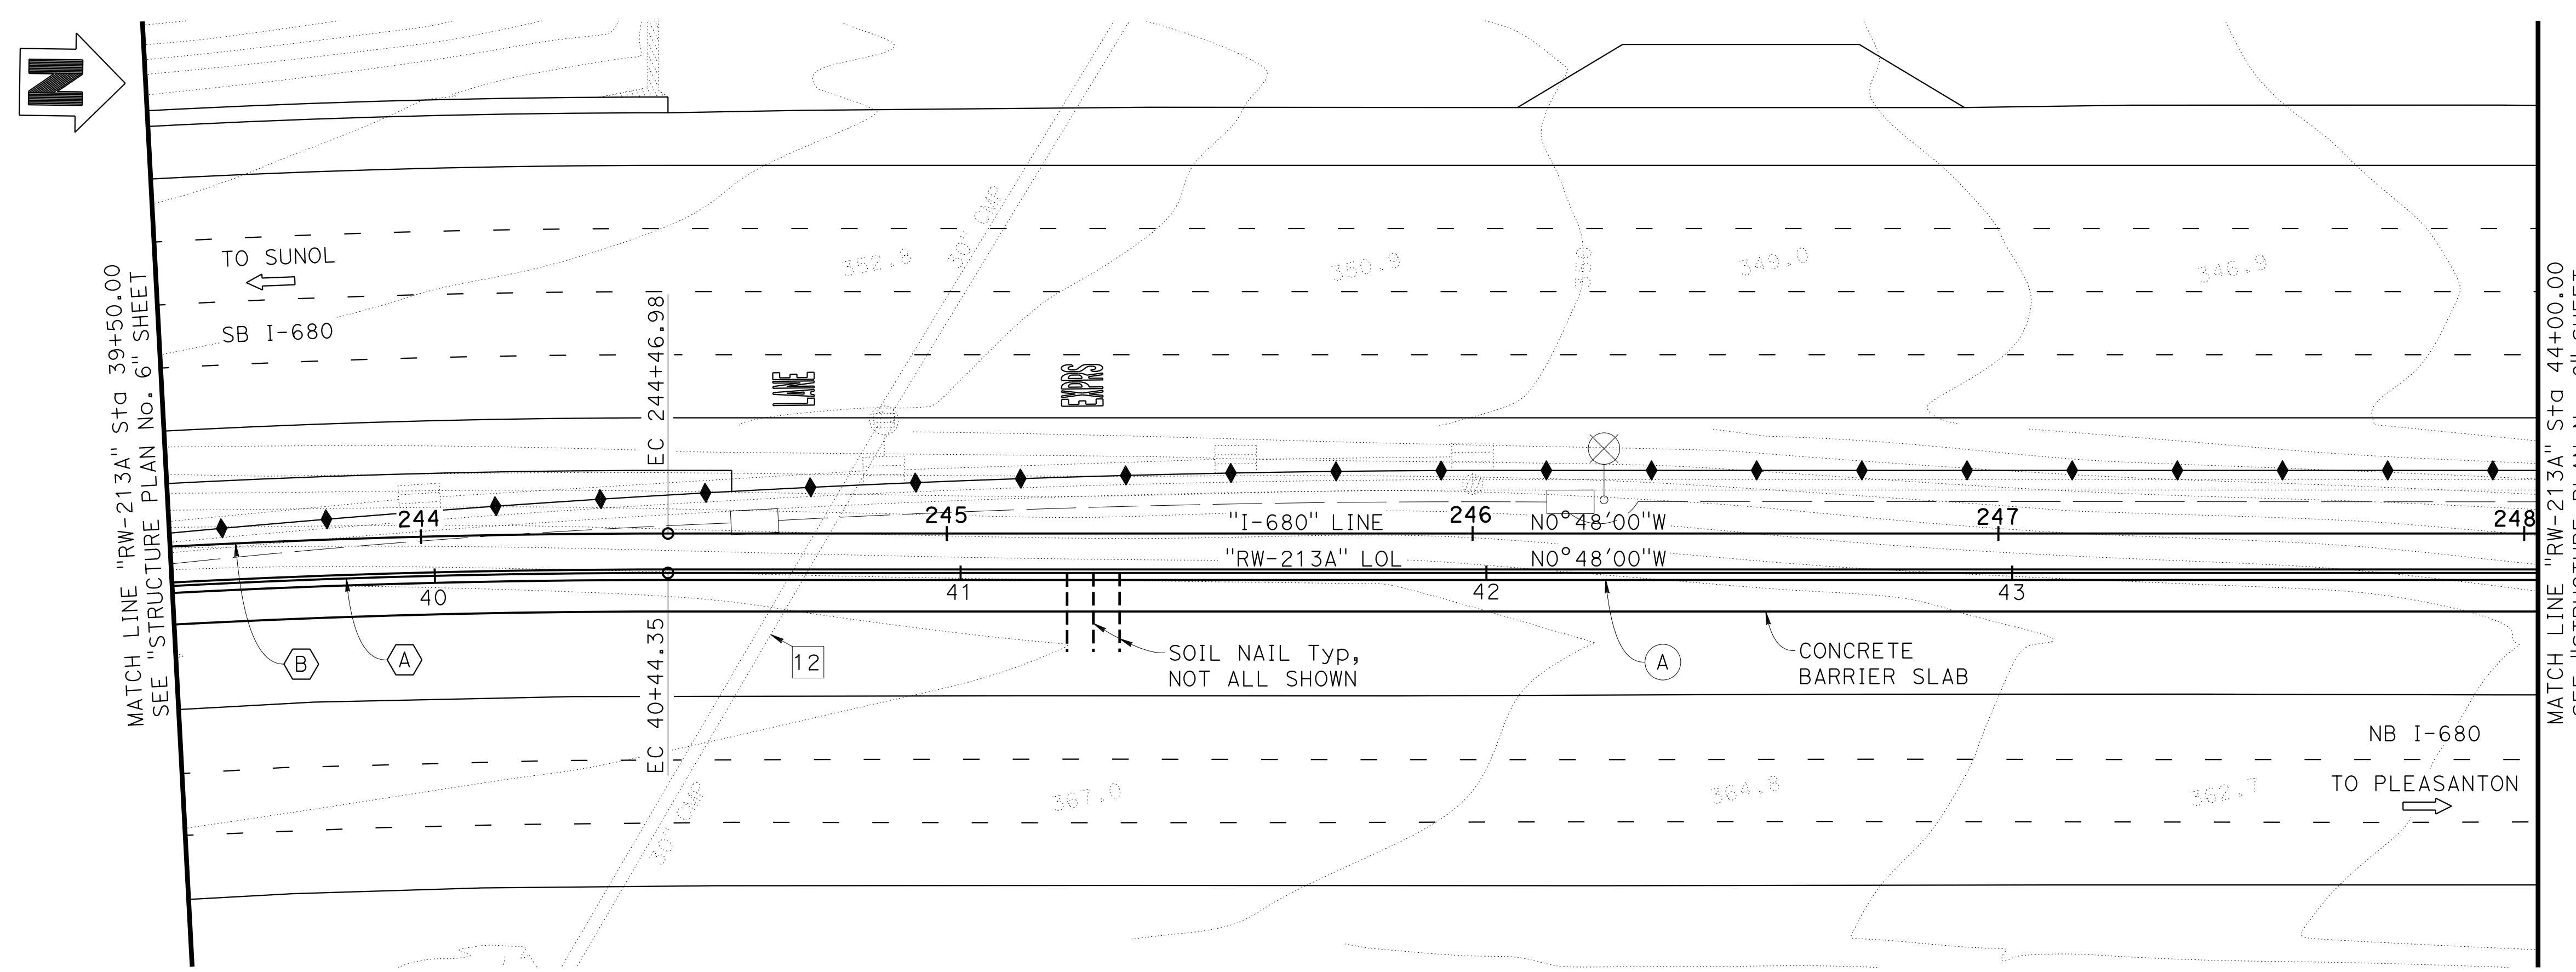 N
MATCH LINE "RW-213A" Sta 39+50.00
SEE "STRUCTURE PLAN No. 6" SHEET
TO SUNOL
SB I-680
EC 244+46.98
EC 40+44.35
LANE
EXPRS
30" CMP
352.8
350.9
350
349.0
346.9
244
245
246
247
248
"I-680" LINE
N0°48'00"W
"RW-213A" LOL
N0°48'00"W
40
41
42
43
B
A
12
SOIL NAIL Typ,
NOT ALL SHOWN
A
CONCRETE
BARRIER SLAB
30" CMP
367.0
364.8
362.7
NB I-680
TO PLEASANTON
MATCH LINE "RW-213A" Sta 44+00.00